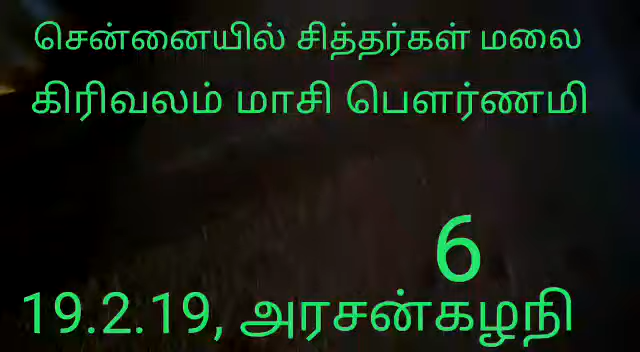 சென்னையில் சித்தர்கள் மலை
கிரிவலம் மாசி பௌர்ணமி
6
19.2.19, அரசன்கழநி